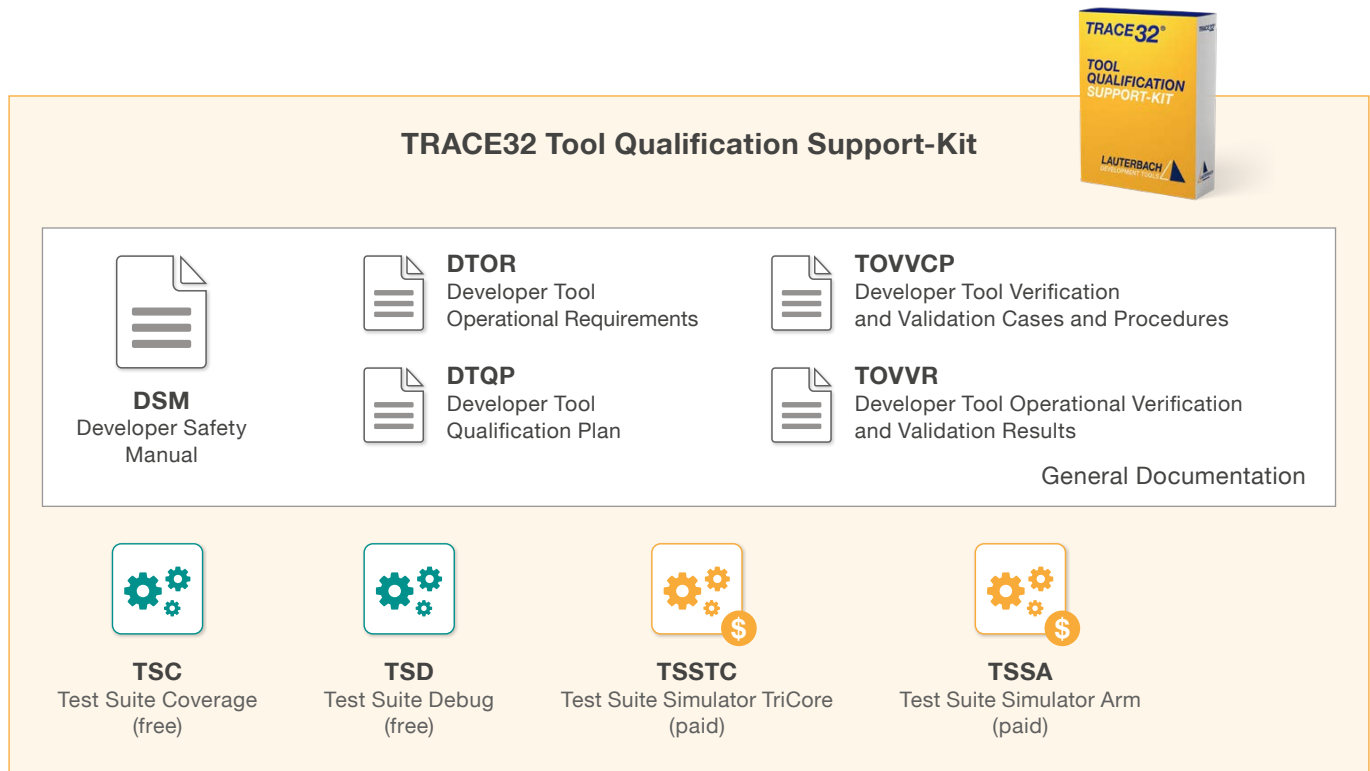 TRACE32®
TRACE32®
TOOL
QUALIFICATION
SUPPORT-KIT
LAUTERBACH
DEVELOPMENT TOOLS
TRACE32 Tool Qualification Support-Kit
DSM
Developer Safety
Manual
DTOR
Developer Tool
Operational Requirements
TOVVCP
Developer Tool Verification
and Validation Cases and Procedures
DTQP
Developer Tool
Qualification Plan
TOVVR
Developer Tool Operational Verification
and Validation Results
General Documentation
$
$
TSC
Test Suite Coverage
(free)
TSD
Test Suite Debug
(free)
TSSTC
Test Suite Simulator TriCore
(paid)
TSSA
Test Suite Simulator Arm
(paid)